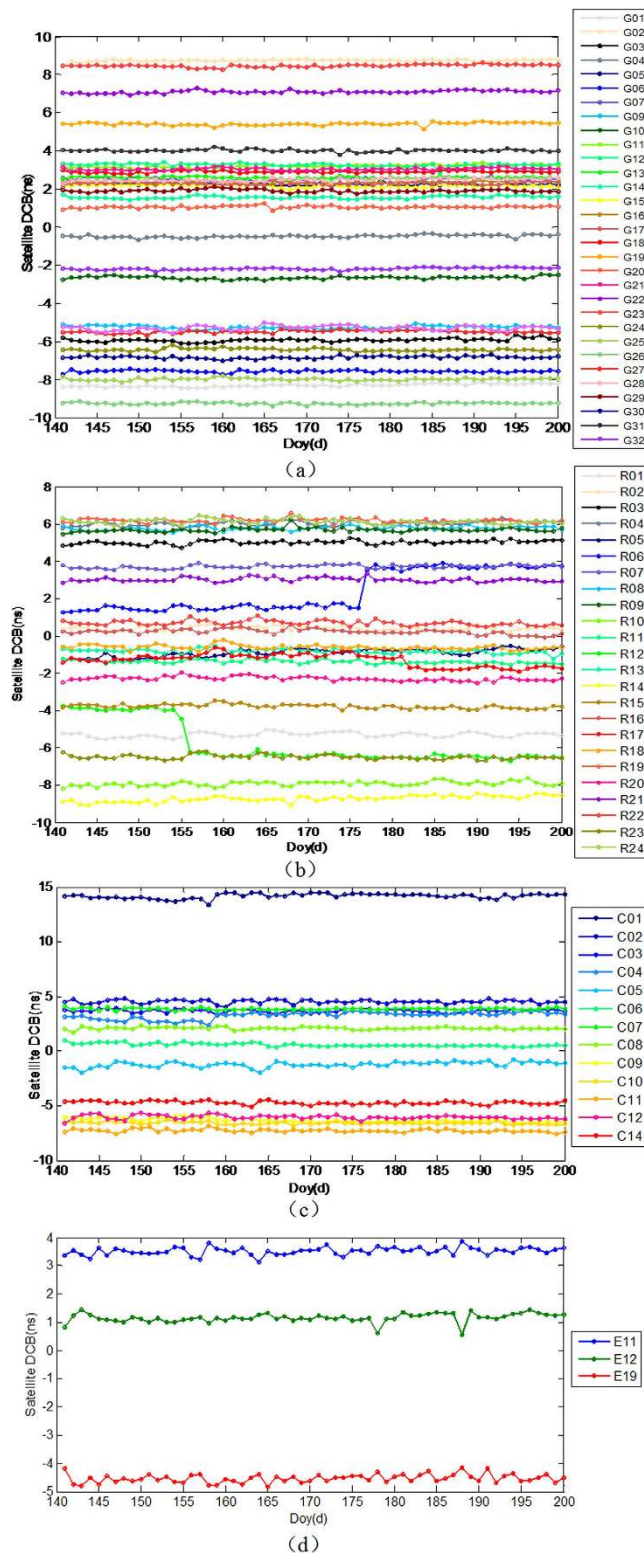 10
8
6
4
2
0
-2
-4
-6
-8
-10
Satellite DCB(ns)
140 145 150 155 160 165 170 175 180 185 190 195 200
Doy(d)
G01
G02
G03
G04
G05
G06
G07
G09
G10
G11
G12
G13
G14
G15
G16
G17
G18
G19
G20
G21
G22
G23
G24
G25
G26
G27
G28
G29
G30
G31
G32
(a)
8
6
4
2
0
-2
-4
-6
-8
-10
Satellite DCB(ns)
140 145 150 155 160 165 170 175 180 185 190 195 200
Doy(d)
R01
R02
R03
R04
R05
R06
R07
R08
R09
R10
R11
R12
R13
R14
R15
R16
R17
R18
R19
R20
R21
R22
R23
R24
(b)
15
10
5
0
-5
-10
Satellite DCB(ns)
140 145 150 155 160 165 170 175 180 185 190 195 200
Doy(d)
C01
C02
C03
C04
C05
C06
C07
C08
C09
C10
C11
C12
C14
(c)
4
3
2
1
0
-1
-2
-3
-4
-5
Satellite DCB(ns)
140 145 150 155 160 165 170 175 180 185 190 195 200
Doy(d)
E11
E12
E19
(d)